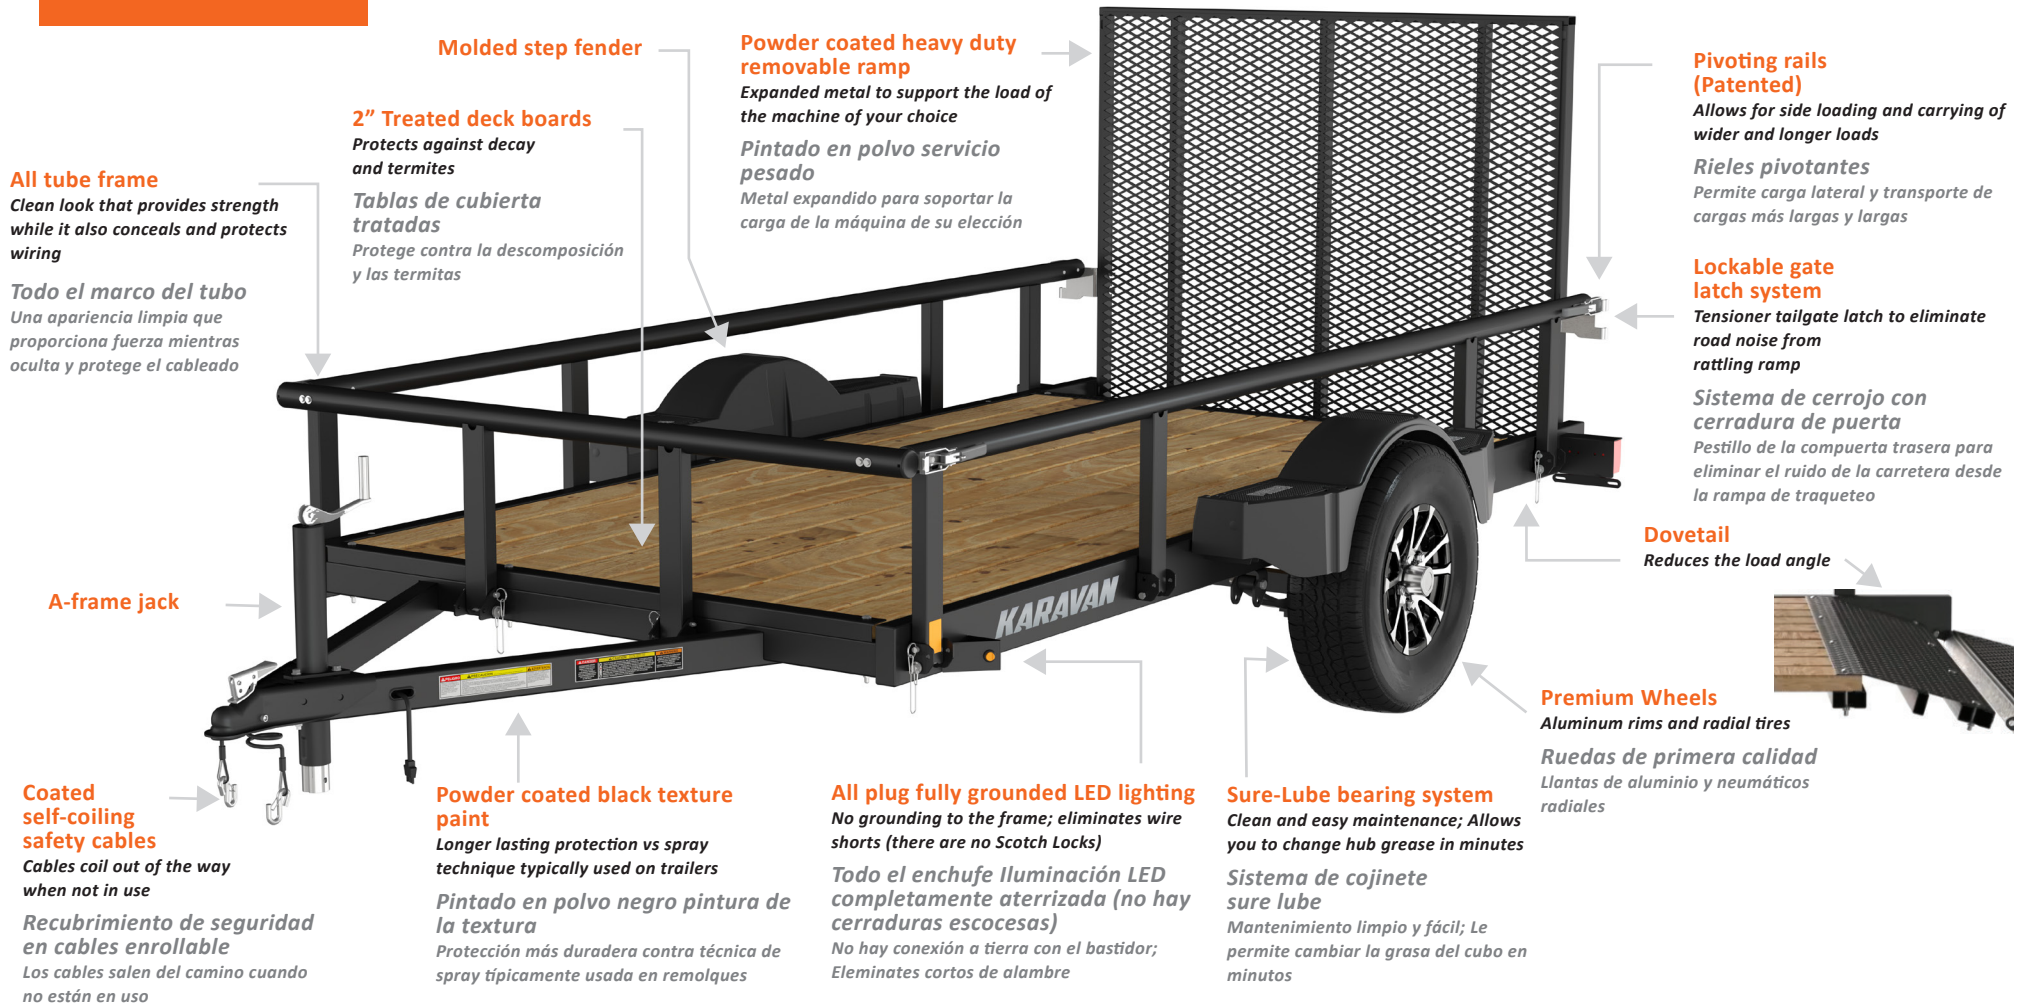 Molded step fender
2” Treated deck boards
Protects against decay
and termites
Tablas de cubierta
tratadas
Protege contra la descomposición
y las termitas
Powder coated heavy duty
removable ramp
Expanded metal to support the load of
the machine of your choice
Pintado en polvo servicio
pesado
Metal expandido para soportar la
carga de la máquina de su elección
Pivoting rails
(Patented)
Allows for side loading and carrying of
wider and longer loads
Rieles pivotantes
Permite carga lateral y transporte de
cargas más largas y largas
All tube frame
Clean look that provides strength
while it also conceals and protects
wiring
Todo el marco del tubo
Una apariencia limpia que
proporciona fuerza mientras
oculta y protege el cableado
Lockable gate
latch system
Tensioner tailgate latch to eliminate
road noise from
rattling ramp
Sistema de cerrojo con
cerradura de puerta
Pestillo de la compuerta trasera para
eliminar el ruido de la carretera desde
la rampa de traqueteo
Dovetail
Reduces the load angle
A-frame jack
KARAVAN
Premium Wheels
Aluminum rims and radial tires
Ruedas de primera calidad
Llantas de aluminio y neumáticos
radiales
Coated
self-coiling
safety cables
Cables coil out of the way
when not in use
Recubrimiento de seguridad
en cables enrollable
Los cables salen del camino cuando
no están en uso
Powder coated black texture
paint
Longer lasting protection vs spray
technique typically used on trailers
Pintado en polvo negro pintura de
la textura
Protección más duradera contra técnica de
spray típicamente usada en remolques
All plug fully grounded LED lighting
No grounding to the frame; eliminates wire
shorts (there are no Scotch Locks)
Todo el enchufe Iluminación LED
completamente aterrizada (no hay
cerraduras escocesas)
No hay conexión a tierra con el bastidor;
Eleminates cortos de alambre
Sure-Lube bearing system
Clean and easy maintenance; Allows
you to change hub grease in minutes
Sistema de cojinete
sure lube
Mantenimiento limpio y fácil; Le
permite cambiar la grasa del cubo en
minutos